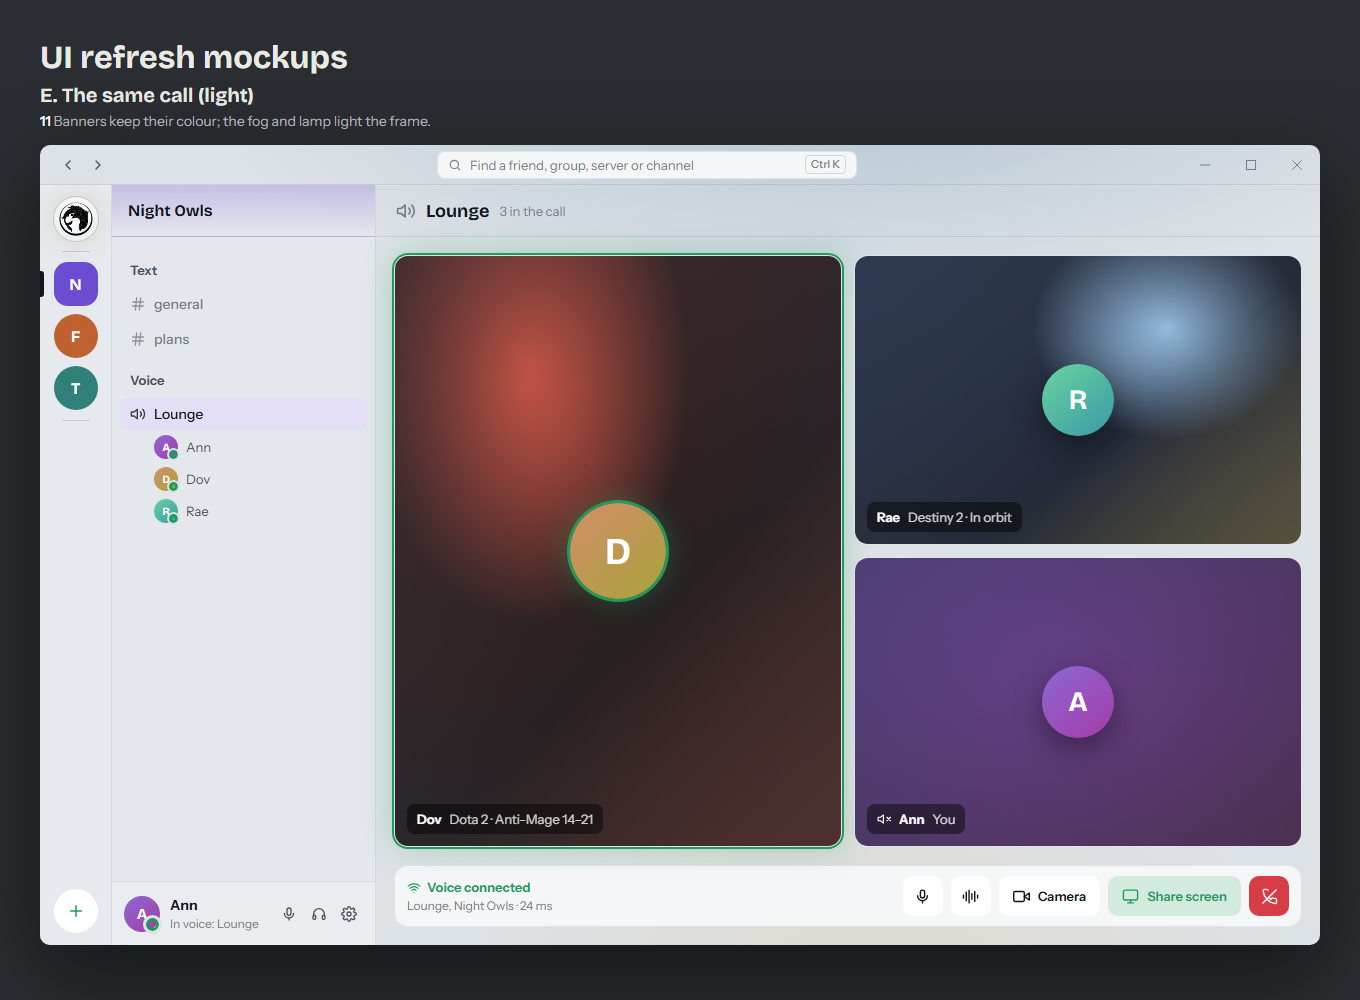 UI refresh mockups
E. The same call (light)
11 Banners keep their colour; the fog and lamp light the frame.
Find a friend, group, server or channel
Ctrl K
Night Owls
Lounge 3 in the call
N
F
T
Text
general
plans
Voice
Lounge
A Ann
D Dov
R Rae
D
Dov Dota 2 · Anti-Mage 14–21
R
Rae Destiny 2 · In orbit
A
Ann You
A
Ann
In voice: Lounge
Voice connected
Lounge, Night Owls · 24 ms
Camera
Share screen